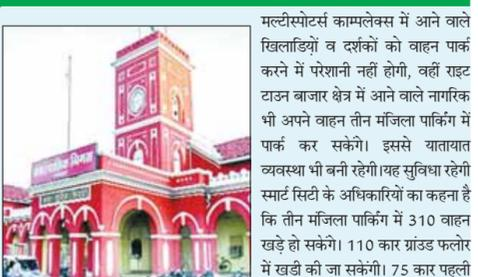 मल्टीस्पोटर्स काम्पलेक्स में आने वाले
खिलाडियों व दर्शकों को वाहन पार्क
करने में परेशानी नहीं होगी, वहीं राइट
टाउन बाजार क्षेत्र में आने वाले नागरिक
भी अपने वाहन तीन मंजिला पार्किंग में
पार्क कर सकेंगे। इससे यातायात
व्यवस्था भी बनी रहेगी।यह सुविधा रहेगी
स्मार्ट सिटी के अधिकारियों का कहना है
कि तीन मंजिला पार्किंग में 310 वाहन
खड़े हो सकेंगे। 110 कार ग्रांउड फलोर
में खडी की जा सकेंगी। 75 कार पहली